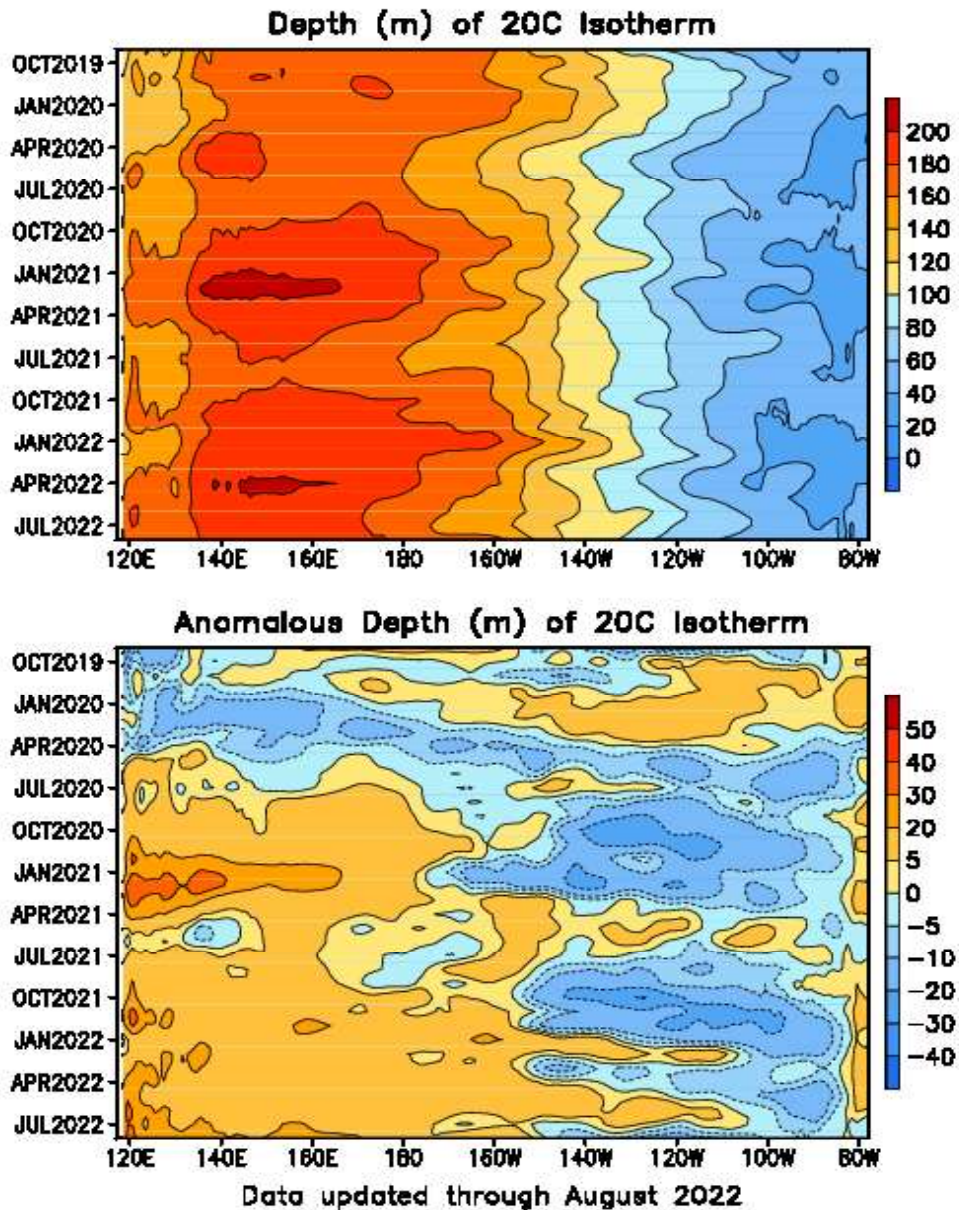 Depth (m) of 20C Isotherm
OCT2019
JAN2020
APR2020
JUL2020
OCT2020
JAN2021
APR2021
JUL2021
OCT2021
JAN2022
APR2022
JUL2022
120E 140E 160E 180 160W 140W 120W 100W 80W
200
180
160
140
120
100
80
60
40
20
0
Anomalous Depth (m) of 20C Isotherm
OCT2019
JAN2020
APR2020
JUL2020
OCT2020
JAN2021
APR2021
JUL2021
OCT2021
JAN2022
APR2022
JUL2022
120E 140E 160E 180 160W 140W 120W 100W 80W
50
40
30
20
5
0
-5
-10
-20
-30
-40
Data updated through August 2022